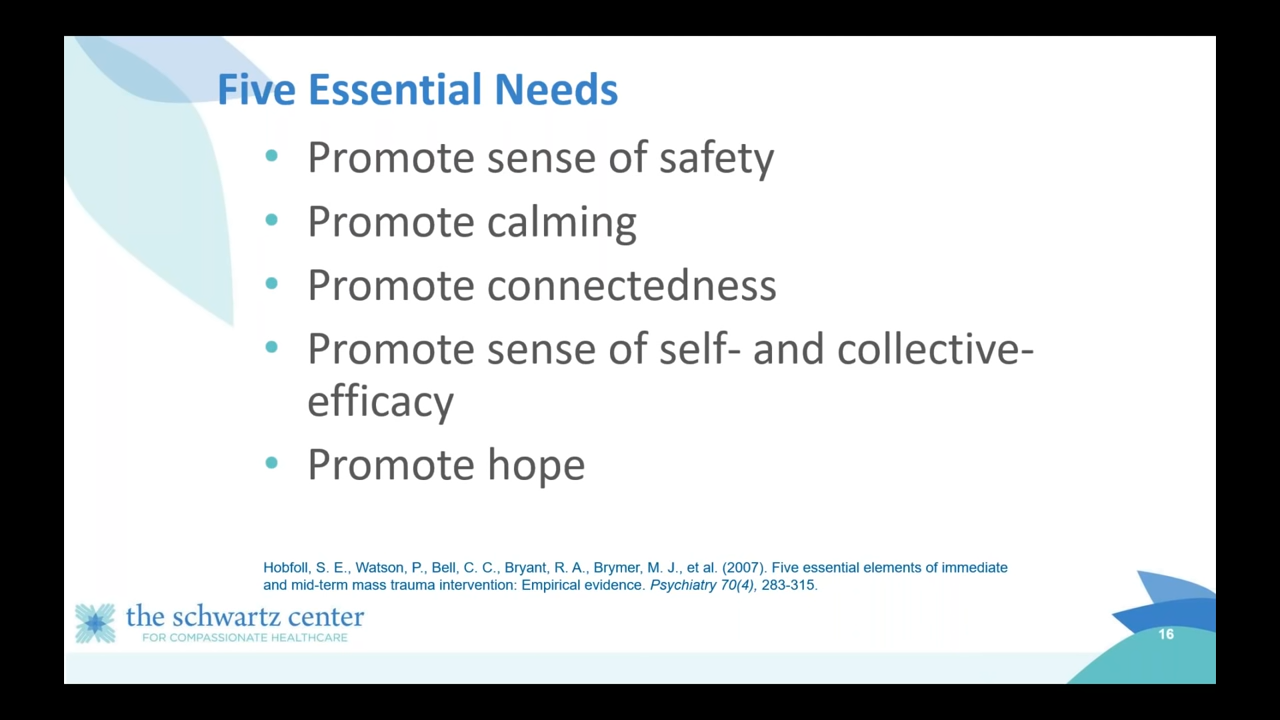 Five Essential Needs
• Promote sense of safety
• Promote calming
• Promote connectedness
• Promote sense of self- and collective-
efficacy
• Promote hope
Hobfoll, S. E., Watson, P., Bell, C. C., Bryant, R. A., Brymer, M. J., et al. (2007). Five essential elements of immediate
and mid-term mass trauma intervention: Empirical evidence. Psychiatry 70(4), 283-315.
the schwartz center
FOR COMPASSIONATE HEALTHCARE
16